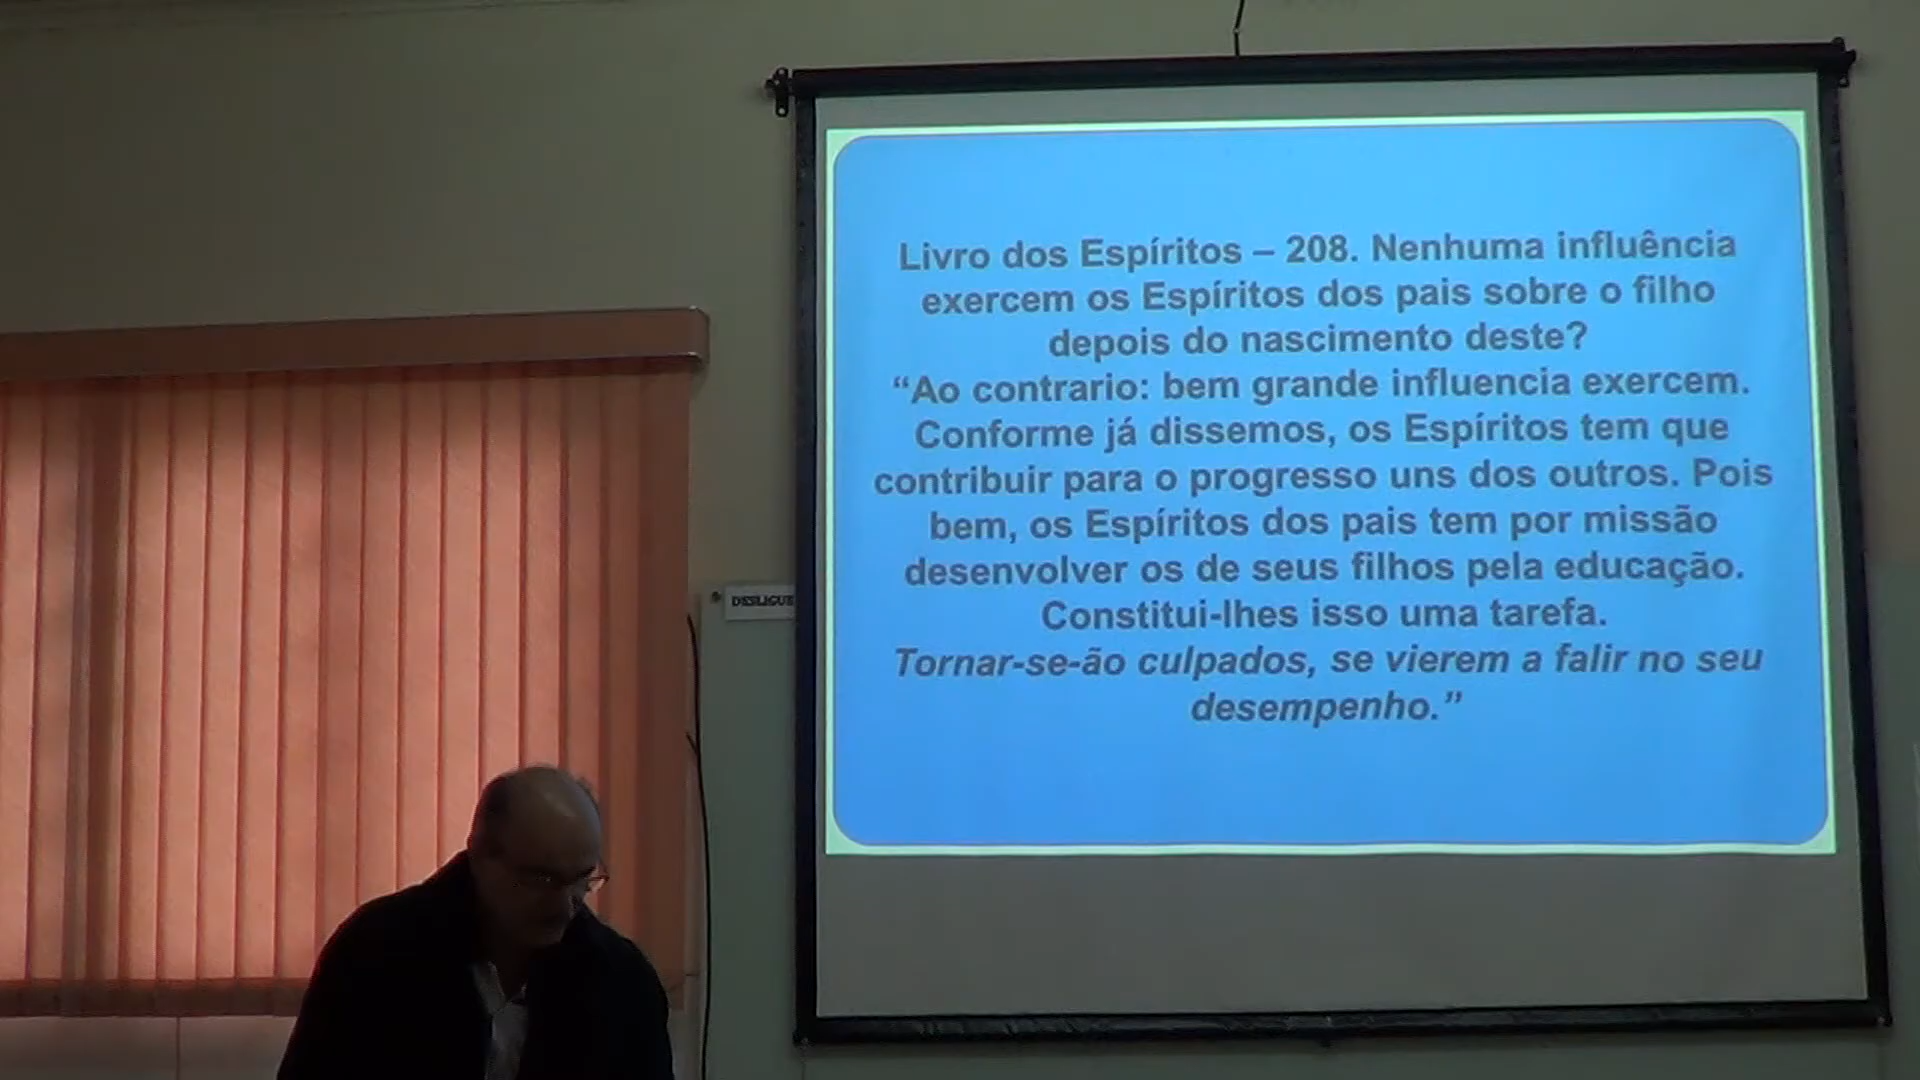 Livro dos Espíritos – 208. Nenhuma influência
exercem os Espíritos dos pais sobre o filho
depois do nascimento deste?
“Ao contrario: bem grande influencia exercem.
Conforme já dissemos, os Espíritos tem que
contribuir para o progresso uns dos outros. Pois
bem, os Espíritos dos pais tem por missão
desenvolver os de seus filhos pela educação.
Constitui-lhes isso uma tarefa.
Tornar-se-ão culpados, se vierem a falir no seu
desempenho.”
DESLIGUE